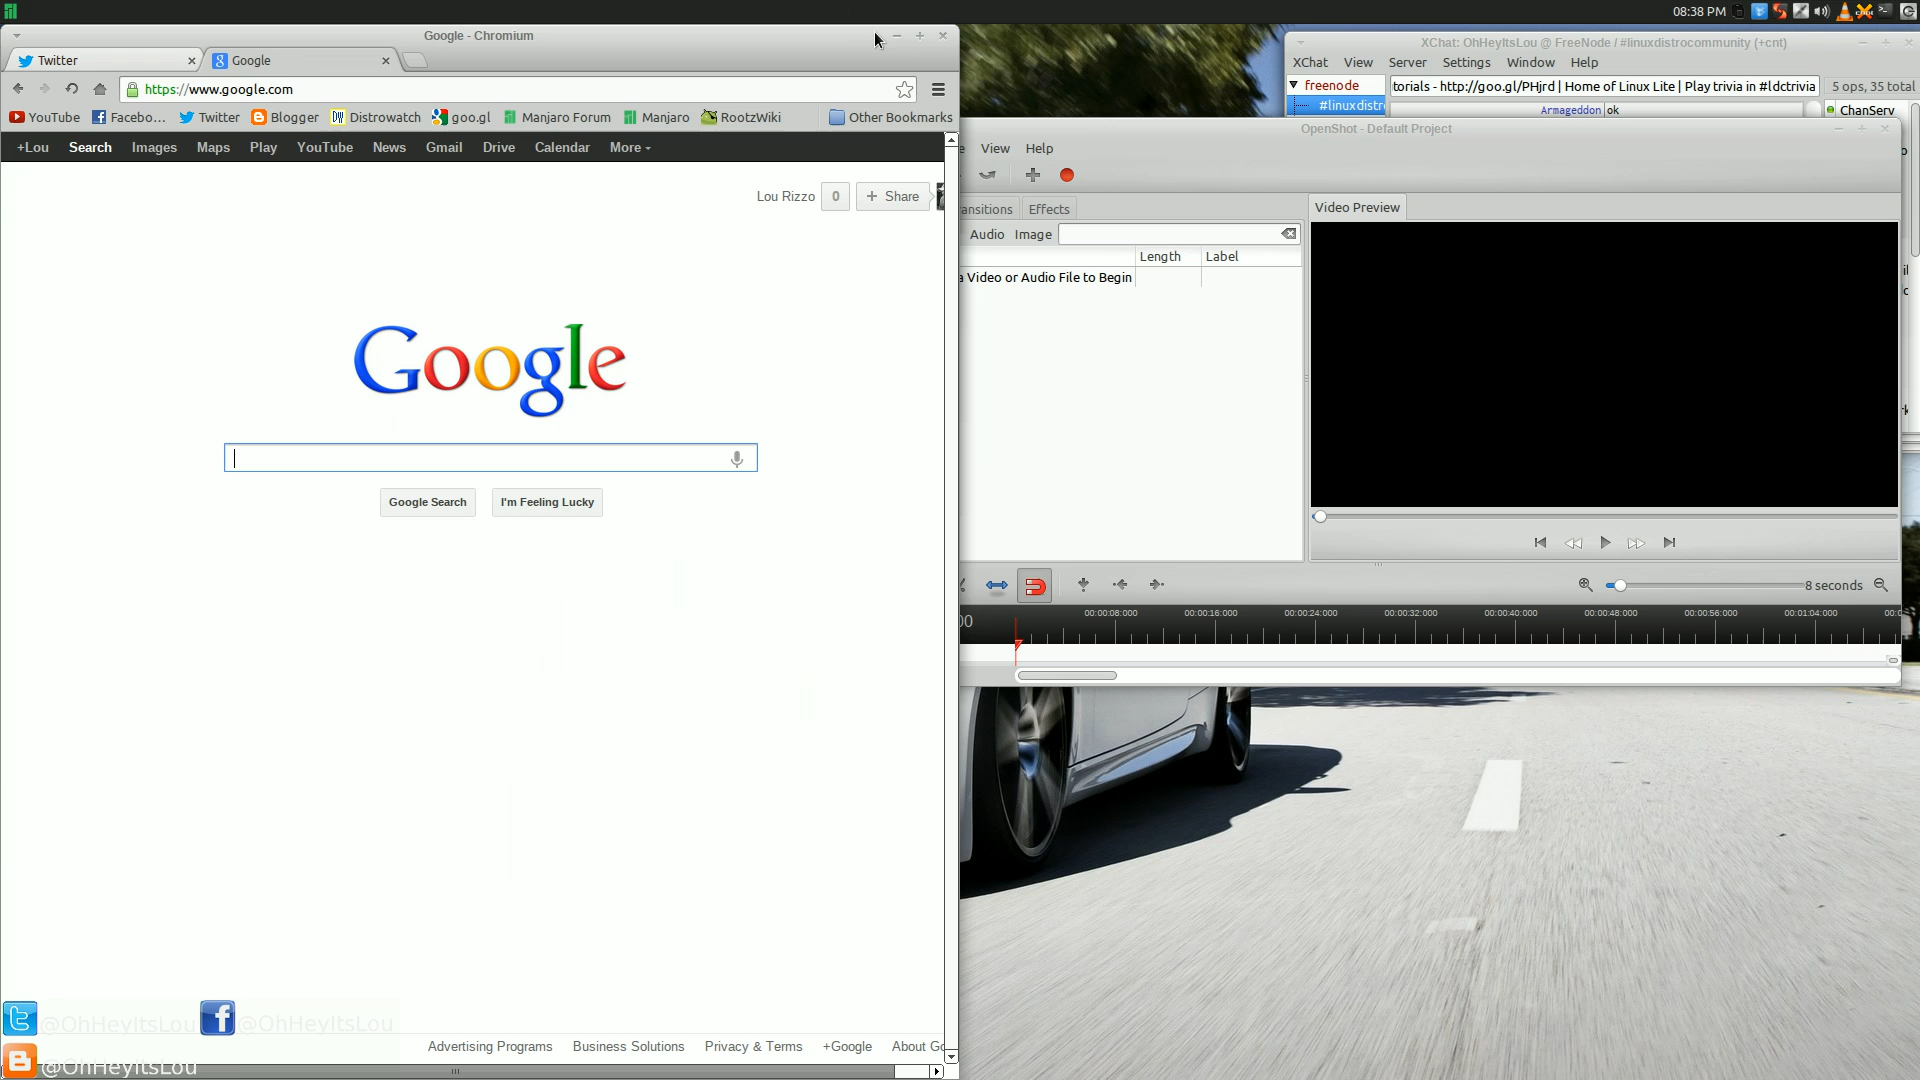 08:38 PM
Google - Chromium
Twitter
Google
https://www.google.com
YouTube
Facebo...
Twitter
Blogger
DW Distrowatch
goo.gl
Manjaro Forum
Manjaro
RootzWiki
Other Bookmarks
+Lou Search Images Maps Play YouTube News Gmail Drive Calendar More
Lou Rizzo 0 + Share
Google
Google Search
I'm Feeling Lucky
@OhHeyItsLou
@OhHeyItsLou
@OhHeyItsLou
Advertising Programs Business Solutions Privacy & Terms +Google About Go
XChat: OhHeyItsLou @ FreeNode / #linuxdistrocommunity (+cnt)
XChat View Server Settings Window Help
freenode
torials - http://goo.gl/PHjrd | Home of Linux Lite | Play trivia in #ldctrivia
5 ops, 35 total
#linuxdistr
Armageddon ok
ChanServ
OpenShot - Default Project
View Help
ansitions Effects
Audio Image
Length Label
a Video or Audio File to Begin
Video Preview
8 seconds
00
00:00:08:000 00:00:16:000 00:00:24:000 00:00:32:000 00:00:40:000 00:00:48:000 00:00:56:000 00:01:04:000 00:0